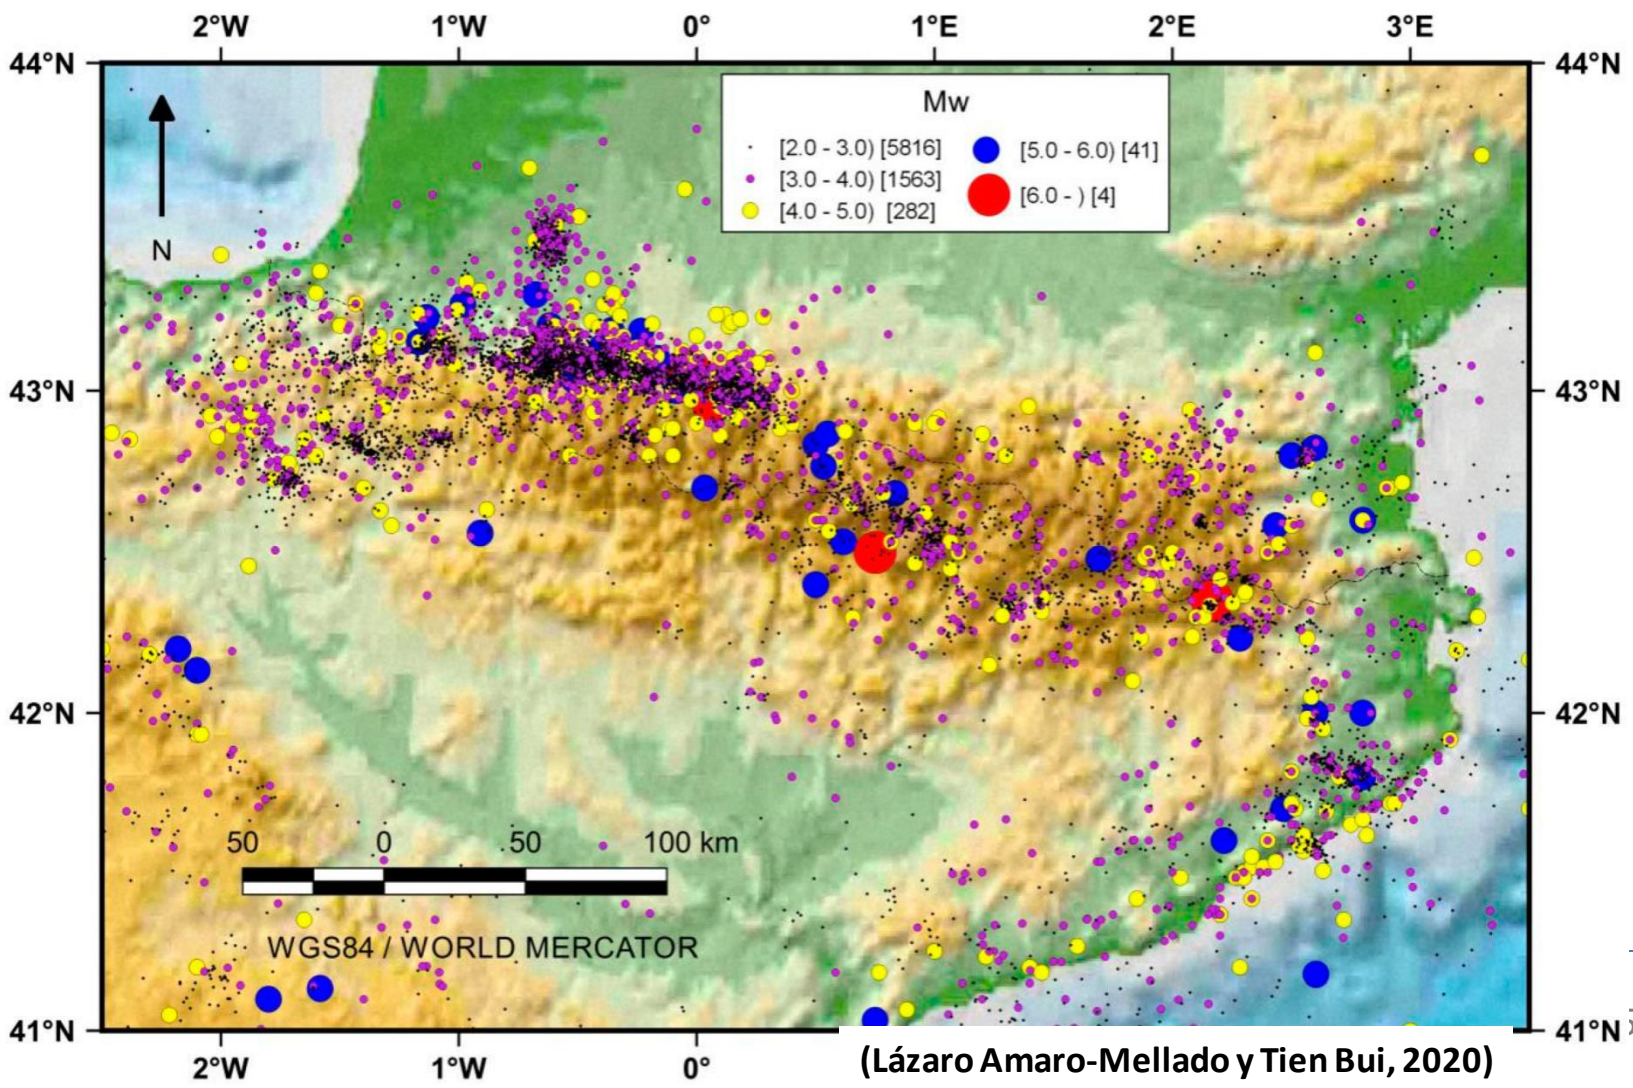 2°W 1°W 0° 1°E 2°E 3°E
44°N 44°N
Mw
[2.0 - 3.0) [5816] [5.0 - 6.0) [41]
[3.0 - 4.0) [1563] [6.0 - ) [4]
[4.0 - 5.0) [282]
N
43°N 43°N
42°N 42°N
50 0 50 100 km
WGS84 / WORLD MERCATOR
41°N 41°N
2°W 1°W 0°
(Lázaro Amaro-Mellado y Tien Bui, 2020)